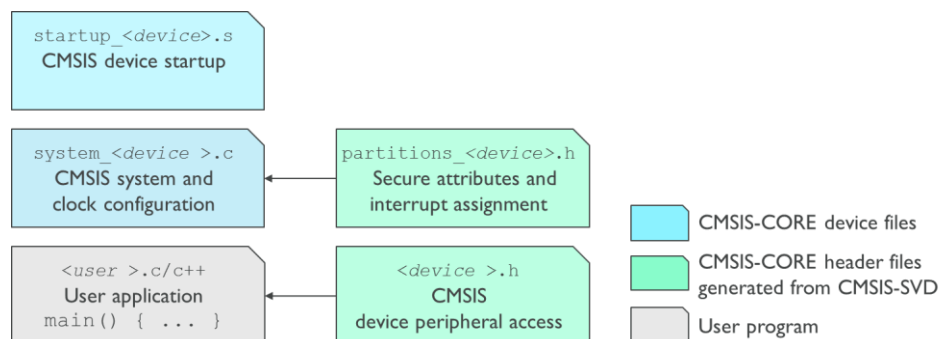 startup_<device>.s
CMSIS device startup
system_<device >.c
CMSIS system and
clock configuration
partitions_<device>.h
Secure attributes and
interrupt assignment
<user >.c/c++
User application
main() { ... }
<device >.h
CMSIS
device peripheral access
CMSIS-CORE device files
CMSIS-CORE header files
generated from CMSIS-SVD
User program